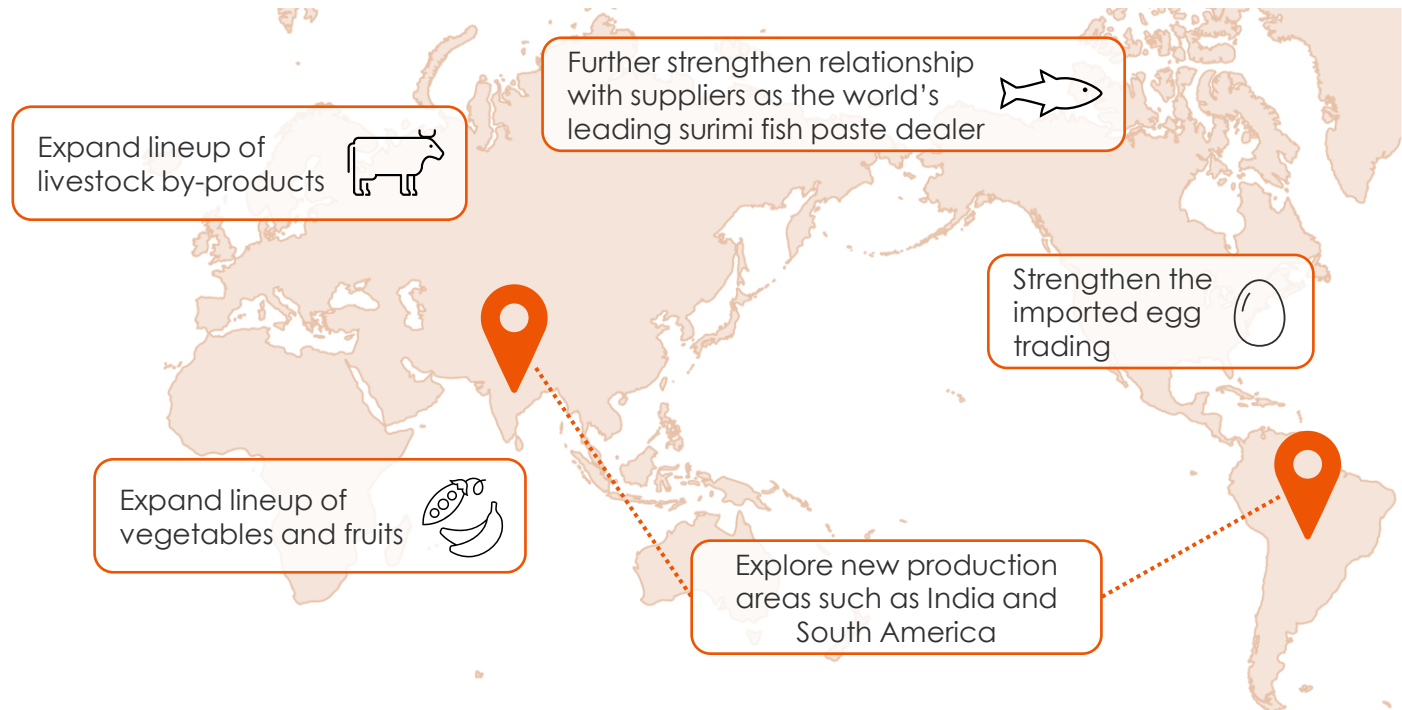 Further strengthen relationship
with suppliers as the world's
leading surimi fish paste dealer
Expand lineup of
livestock by-products
Strengthen the
imported egg
trading
Expand lineup of
vegetables and fruits
Explore new production
areas such as India and
South America